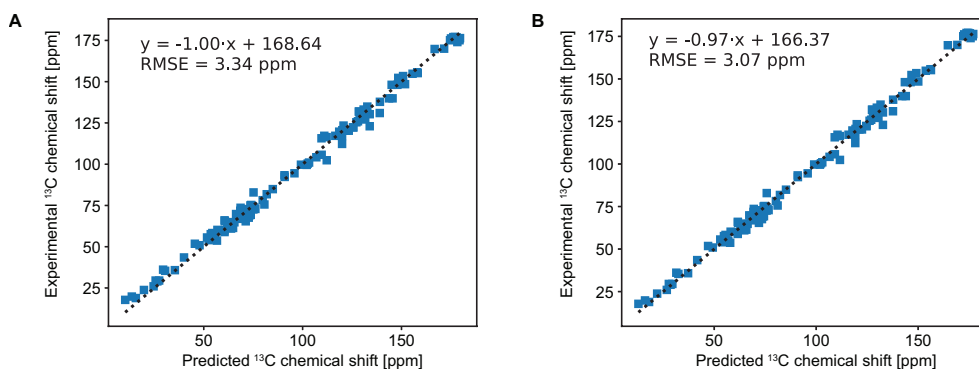 A
y = -1.00·x + 168.64
RMSE = 3.34 ppm
Experimental ¹³C chemical shift [ppm]
175
150
125
100
75
50
25
50
100
150
Predicted ¹³C chemical shift [ppm]
B
y = -0.97·x + 166.37
RMSE = 3.07 ppm
Experimental ¹³C chemical shift [ppm]
175
150
125
100
75
50
25
50
100
150
Predicted ¹³C chemical shift [ppm]